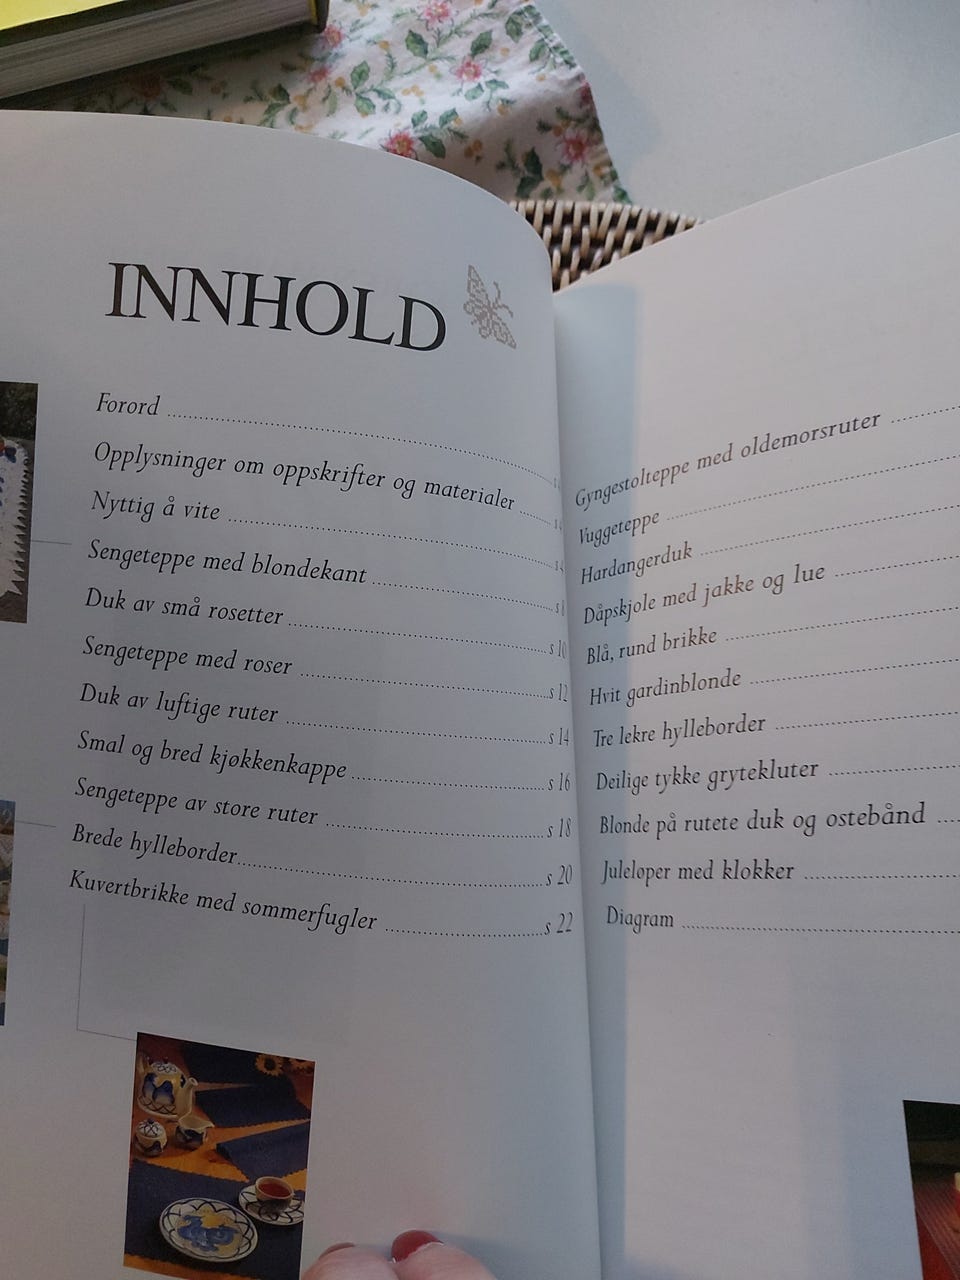 INNHOLD
Forord
Opplysninger om oppskrifter og materialer
Nyttig å vite
Sengeteppe med blondekant
Duk av små rosetter s 10
Sengeteppe med roser s 12
Duk av luftige ruter s 14
Smal og bred kjøkkenkappe s 16
Sengeteppe av store ruter s 18
Brede hylleborder s 20
Kuvertbrikke med sommerfugler s 22
Gyngestolteppe med oldemorsruter
Vuggeteppe
Hardangerduk
Dåpskjole med jakke og lue
Blå, rund brikke
Hvit gardinblonde
Tre lekre hylleborder
Deilige tykke grytekluter
Blonde på rutete duk og ostebånd
Juleløper med klokker
Diagram